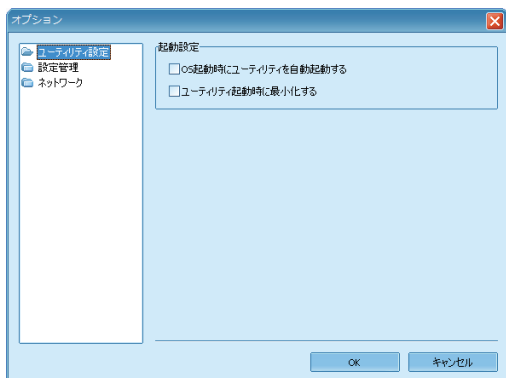 オプション
ユーティリティ設定
設定管理
ネットワーク
起動設定
OS起動時にユーティリティを自動起動する
ユーティリティ起動時に最小化する
OK
キャンセル